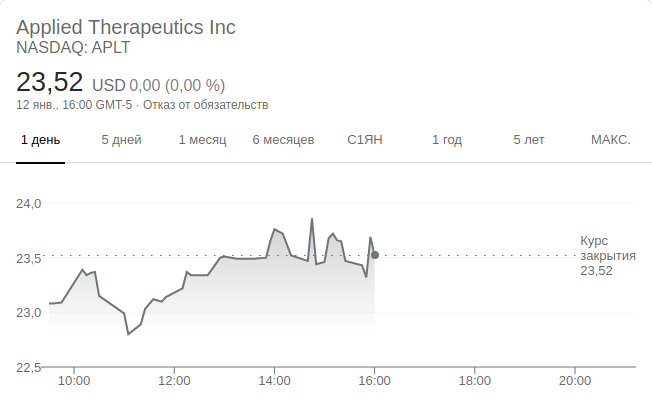 Applied Therapeutics Inc
NASDAQ: APLT
23,52 USD 0,00 (0,00 %)
12 янв., 16:00 GMT-5 · Отказ от обязательств
1 день 5 дней 1 месяц 6 месяцев С1ЯН 1 год 5 лет МАКС.
24,0
23,5
23,0
22,5
Курс
закрытия
23,52
10:00 12:00 14:00 16:00 18:00 20:00